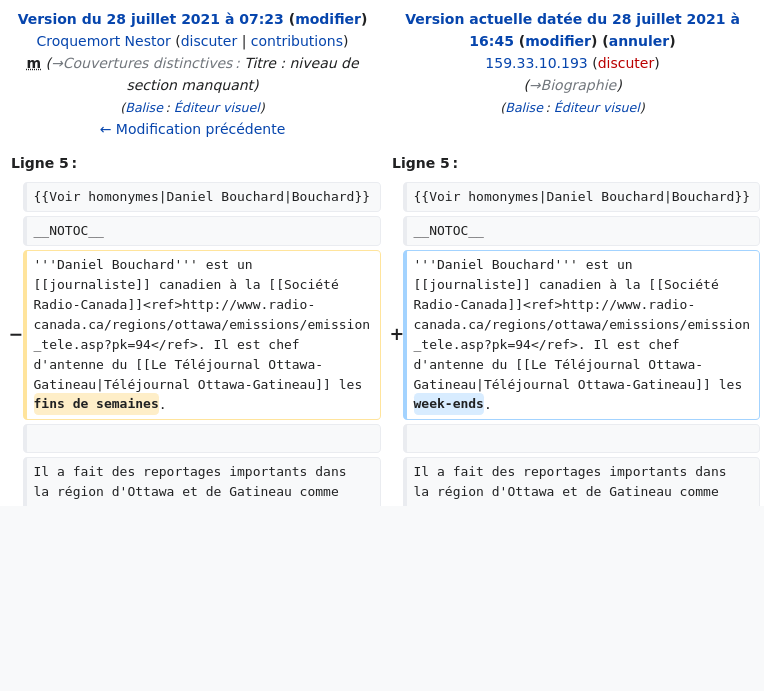 Version du 28 juillet 2021 à 07:23 (modifier)
Croquemort Nestor (discuter | contributions)
m (→Couvertures distinctives : Titre : niveau de
section manquant)
(Balise : Éditeur visuel)
← Modification précédente
Version actuelle datée du 28 juillet 2021 à
16:45 (modifier) (annuler)
159.33.10.193 (discuter)
(→Biographie)
(Balise : Éditeur visuel)
Ligne 5 :
{{Voir homonymes|Daniel Bouchard|Bouchard}}
__NOTOC__
− '''Daniel Bouchard''' est un
[[journaliste]] canadien à la [[Société
Radio-Canada]]<ref>http://www.radio-
canada.ca/regions/ottawa/emissions/emission
_tele.asp?pk=94</ref>. Il est chef
d'antenne du [[Le Téléjournal Ottawa-
Gatineau|Téléjournal Ottawa-Gatineau]] les
fins de semaines.
Il a fait des reportages importants dans
la région d'Ottawa et de Gatineau comme
Ligne 5 :
{{Voir homonymes|Daniel Bouchard|Bouchard}}
__NOTOC__
+ '''Daniel Bouchard''' est un
[[journaliste]] canadien à la [[Société
Radio-Canada]]<ref>http://www.radio-
canada.ca/regions/ottawa/emissions/emission
_tele.asp?pk=94</ref>. Il est chef
d'antenne du [[Le Téléjournal Ottawa-
Gatineau|Téléjournal Ottawa-Gatineau]] les
week-ends.
Il a fait des reportages importants dans
la région d'Ottawa et de Gatineau comme